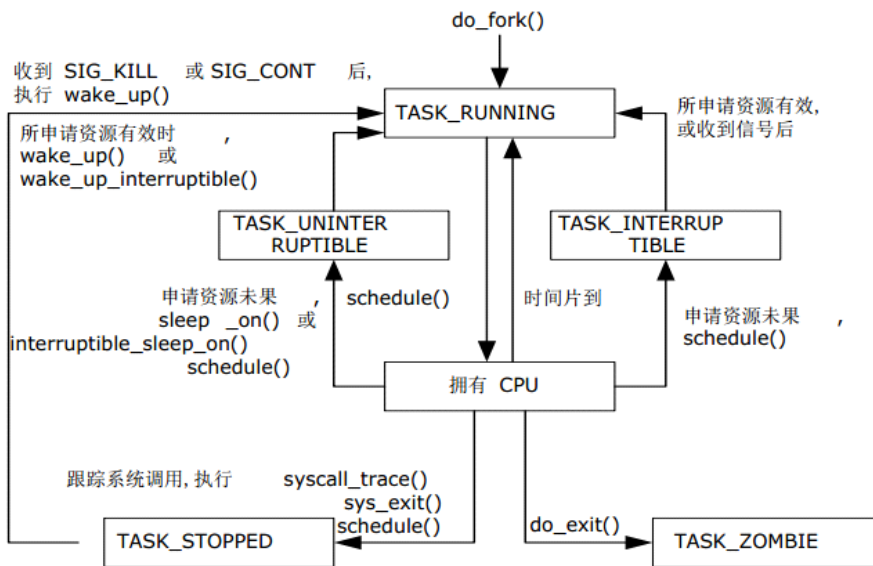 do_fork()
收到 SIG_KILL 或 SIG_CONT 后,
执行 wake_up()
TASK_RUNNING
所申请资源有效,
或收到信号后
所申请资源有效时 ,
wake_up() 或
wake_up_interruptible()
TASK_UNINTER
RUPTIBLE
TASK_INTERRUP
TIBLE
申请资源未果 ,
sleep _on() 或
interruptible_sleep_on()
schedule()
schedule()
时间片到
申请资源未果 ,
schedule()
拥有 CPU
跟踪系统调用, 执行 syscall_trace()
sys_exit()
schedule()
do_exit()
TASK_STOPPED
TASK_ZOMBIE